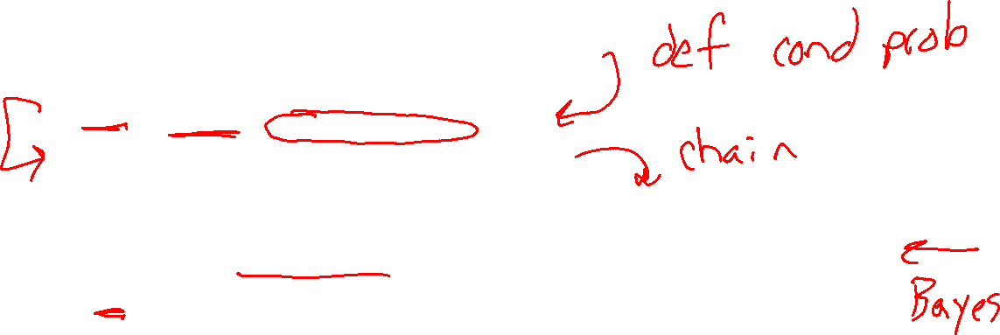 def cond prob
chain
Bayes